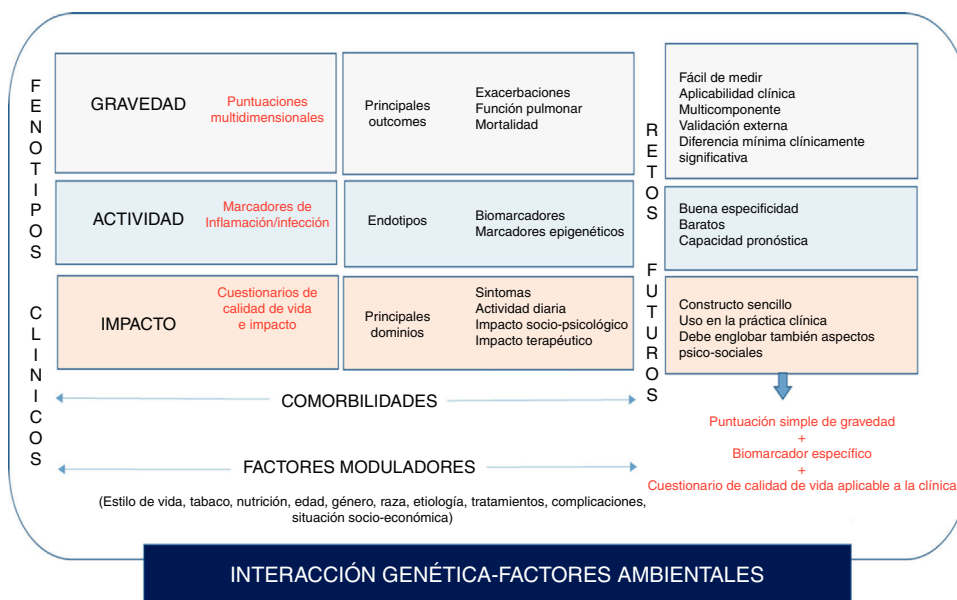 FENOTIPOS CLINICOS
GRAVEDAD
Puntuaciones
multidimensionales
Principales
outcomes
Exacerbaciones
Función pulmonar
Mortalidad
ACTIVIDAD
Marcadores de
Inflamación/infección
Endotipos
Biomarcadores
Marcadores epigenéticos
IMPACTO
Cuestionarios de
calidad de vida
e impacto
Principales
dominios
Sintomas
Actividad diaria
Impacto socio-psicológico
Impacto terapéutico
RETOS FUTUROS
Fácil de medir
Aplicabilidad clínica
Multicomponente
Validación externa
Diferencia mínima clínicamente
significativa
Buena especificidad
Baratos
Capacidad pronóstica
Constructo sencillo
Uso en la práctica clínica
Debe englobar también aspectos
psico-sociales
COMORBILIDADES
FACTORES MODULADORES
(Estilo de vida, tabaco, nutrición, edad, género, raza, etiología, tratamientos, complicaciones,
situación socio-económica)
Puntuación simple de gravedad
+
Biomarcador específico
+
Cuestionario de calidad de vida aplicable a la clínica
INTERACCIÓN GENÉTICA-FACTORES AMBIENTALES